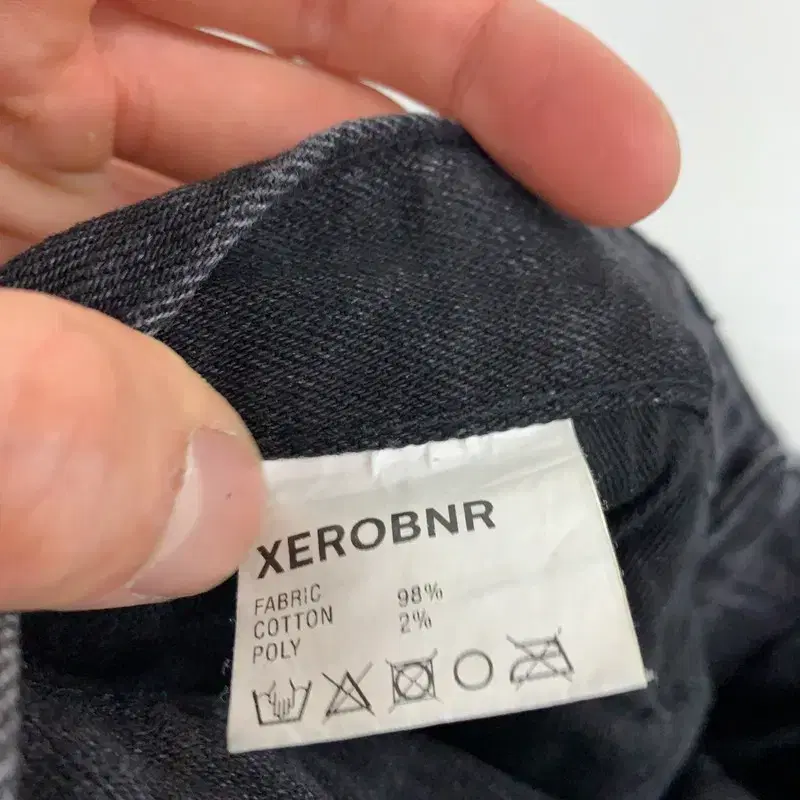 XEROBNR
FABRIC
COTTON 98%
POLY 2%